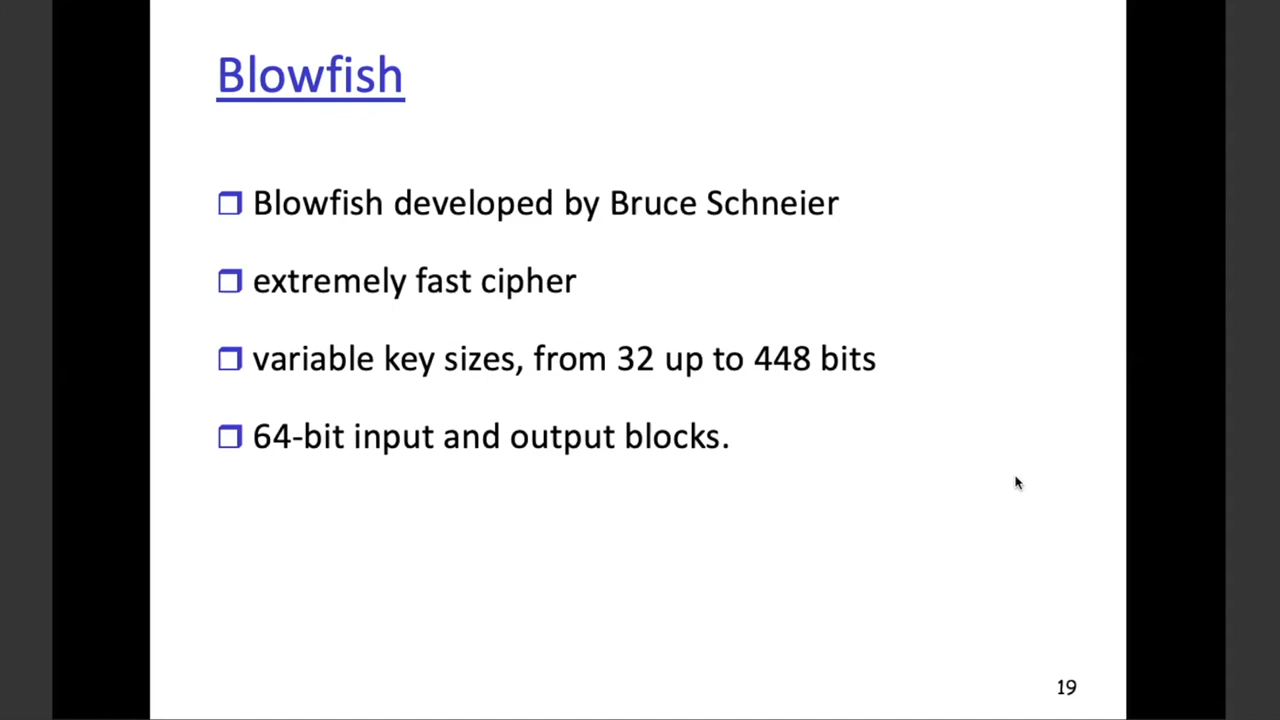 Blowfish
Blowfish developed by Bruce Schneier
extremely fast cipher
variable key sizes, from 32 up to 448 bits
64-bit input and output blocks.
19